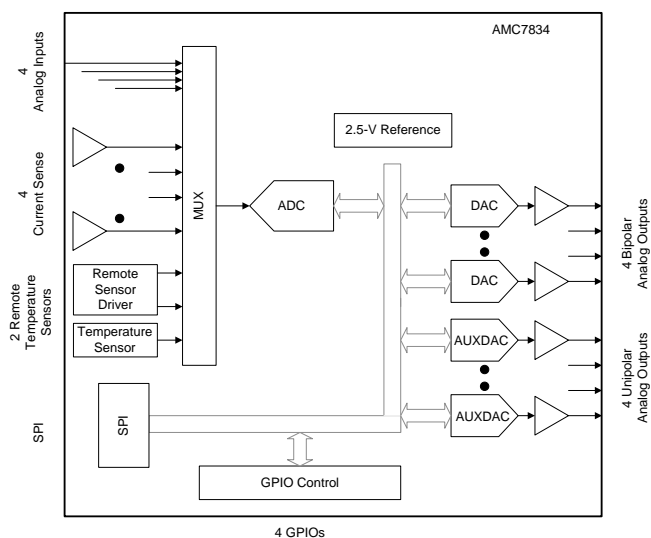 AMC7834
4
Analog Inputs
4
Current Sense
2 Remote
Temperature
Sensors
SPI
MUX
Remote
Sensor
Driver
Temperature
Sensor
2.5-V Reference
ADC
DAC
DAC
AUXDAC
AUXDAC
4 Bipolar
Analog Outputs
4 Unipolar
Analog Outputs
SPI
GPIO Control
4 GPIOs